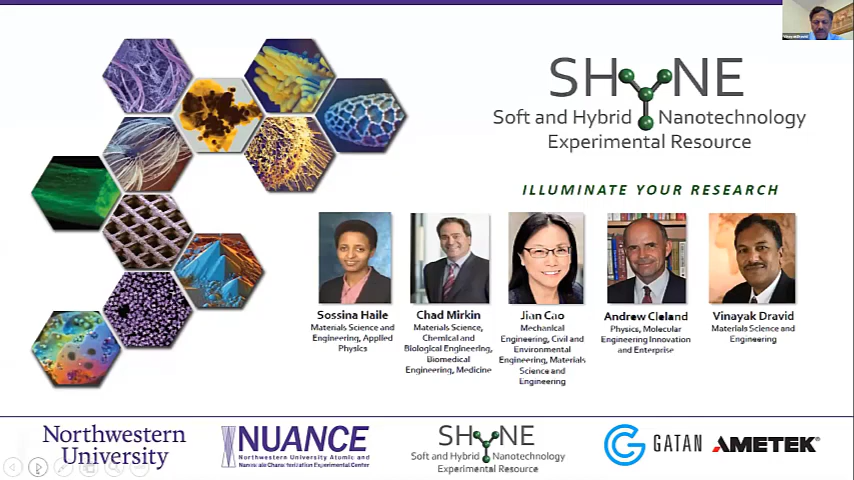 Vinayak Dravid
SHYNE
Soft and Hybrid Nanotechnology
Experimental Resource
ILLUMINATE YOUR RESEARCH
Sossina Haile
Materials Science and
Engineering, Applied
Physics
Chad Mirkin
Materials Science,
Chemical and
Biological Engineering,
Biomedical
Engineering, Medicine
Jian Cao
Mechanical
Engineering, Civil and
Environmental
Engineering, Materials
Science and
Engineering
Andrew Cleland
Physics, Molecular
Engineering Innovation
and Enterprise
Vinayak Dravid
Materials Science and
Engineering
Northwestern
University
NUANCE
Northwestern University Atomic and
Nanoscale Characterization Experimental Center
SHYNE
Soft and Hybrid Nanotechnology
Experimental Resource
GATAN
AMETEK®